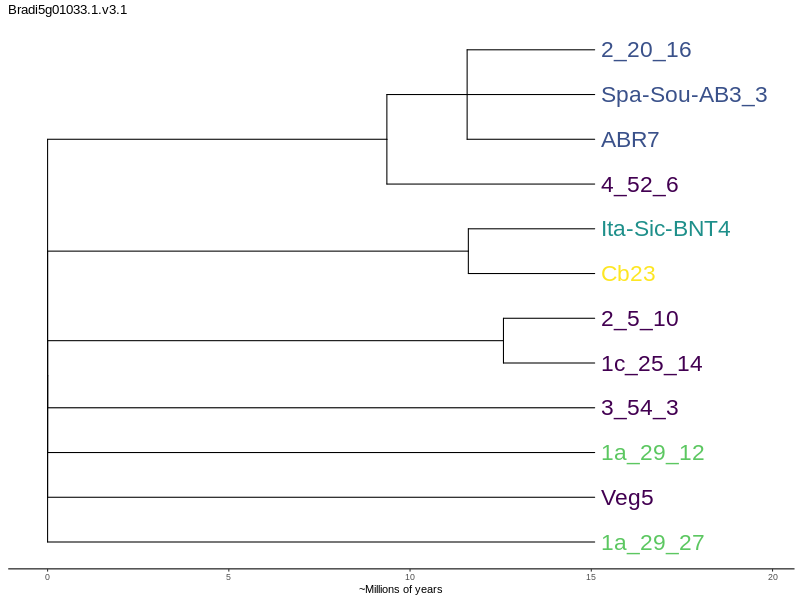 Bradi5g01033.1.v3.1
2_20_16
Spa-Sou-AB3_3
ABR7
4_52_6
Ita-Sic-BNT4
Cb23
2_5_10
1c_25_14
3_54_3
1a_29_12
Veg5
1a_29_27
0 5 10 15 20
~Millions of years